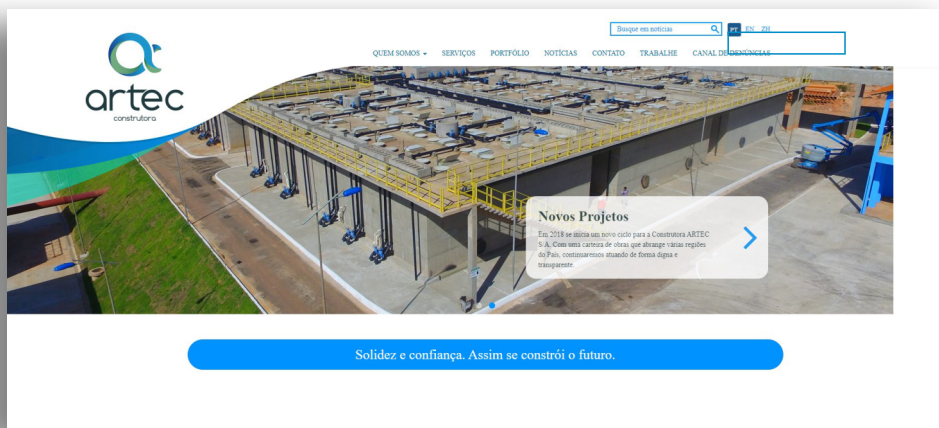 Busque em notícias
PT EN ZH
QUEM SOMOS SERVIÇOS PORTFÓLIO NOTÍCIAS CONTATO TRABALHE CANAL DE DENÚNCIAS
artec
construtora
Novos Projetos
Em 2018 se inicia um novo ciclo para a Construtora ARTEC
S/A. Com uma carteira de obras que abrange várias regiões
do País, continuaremos atuando de forma digna e
transparente.
Solidez e confiança. Assim se constrói o futuro.